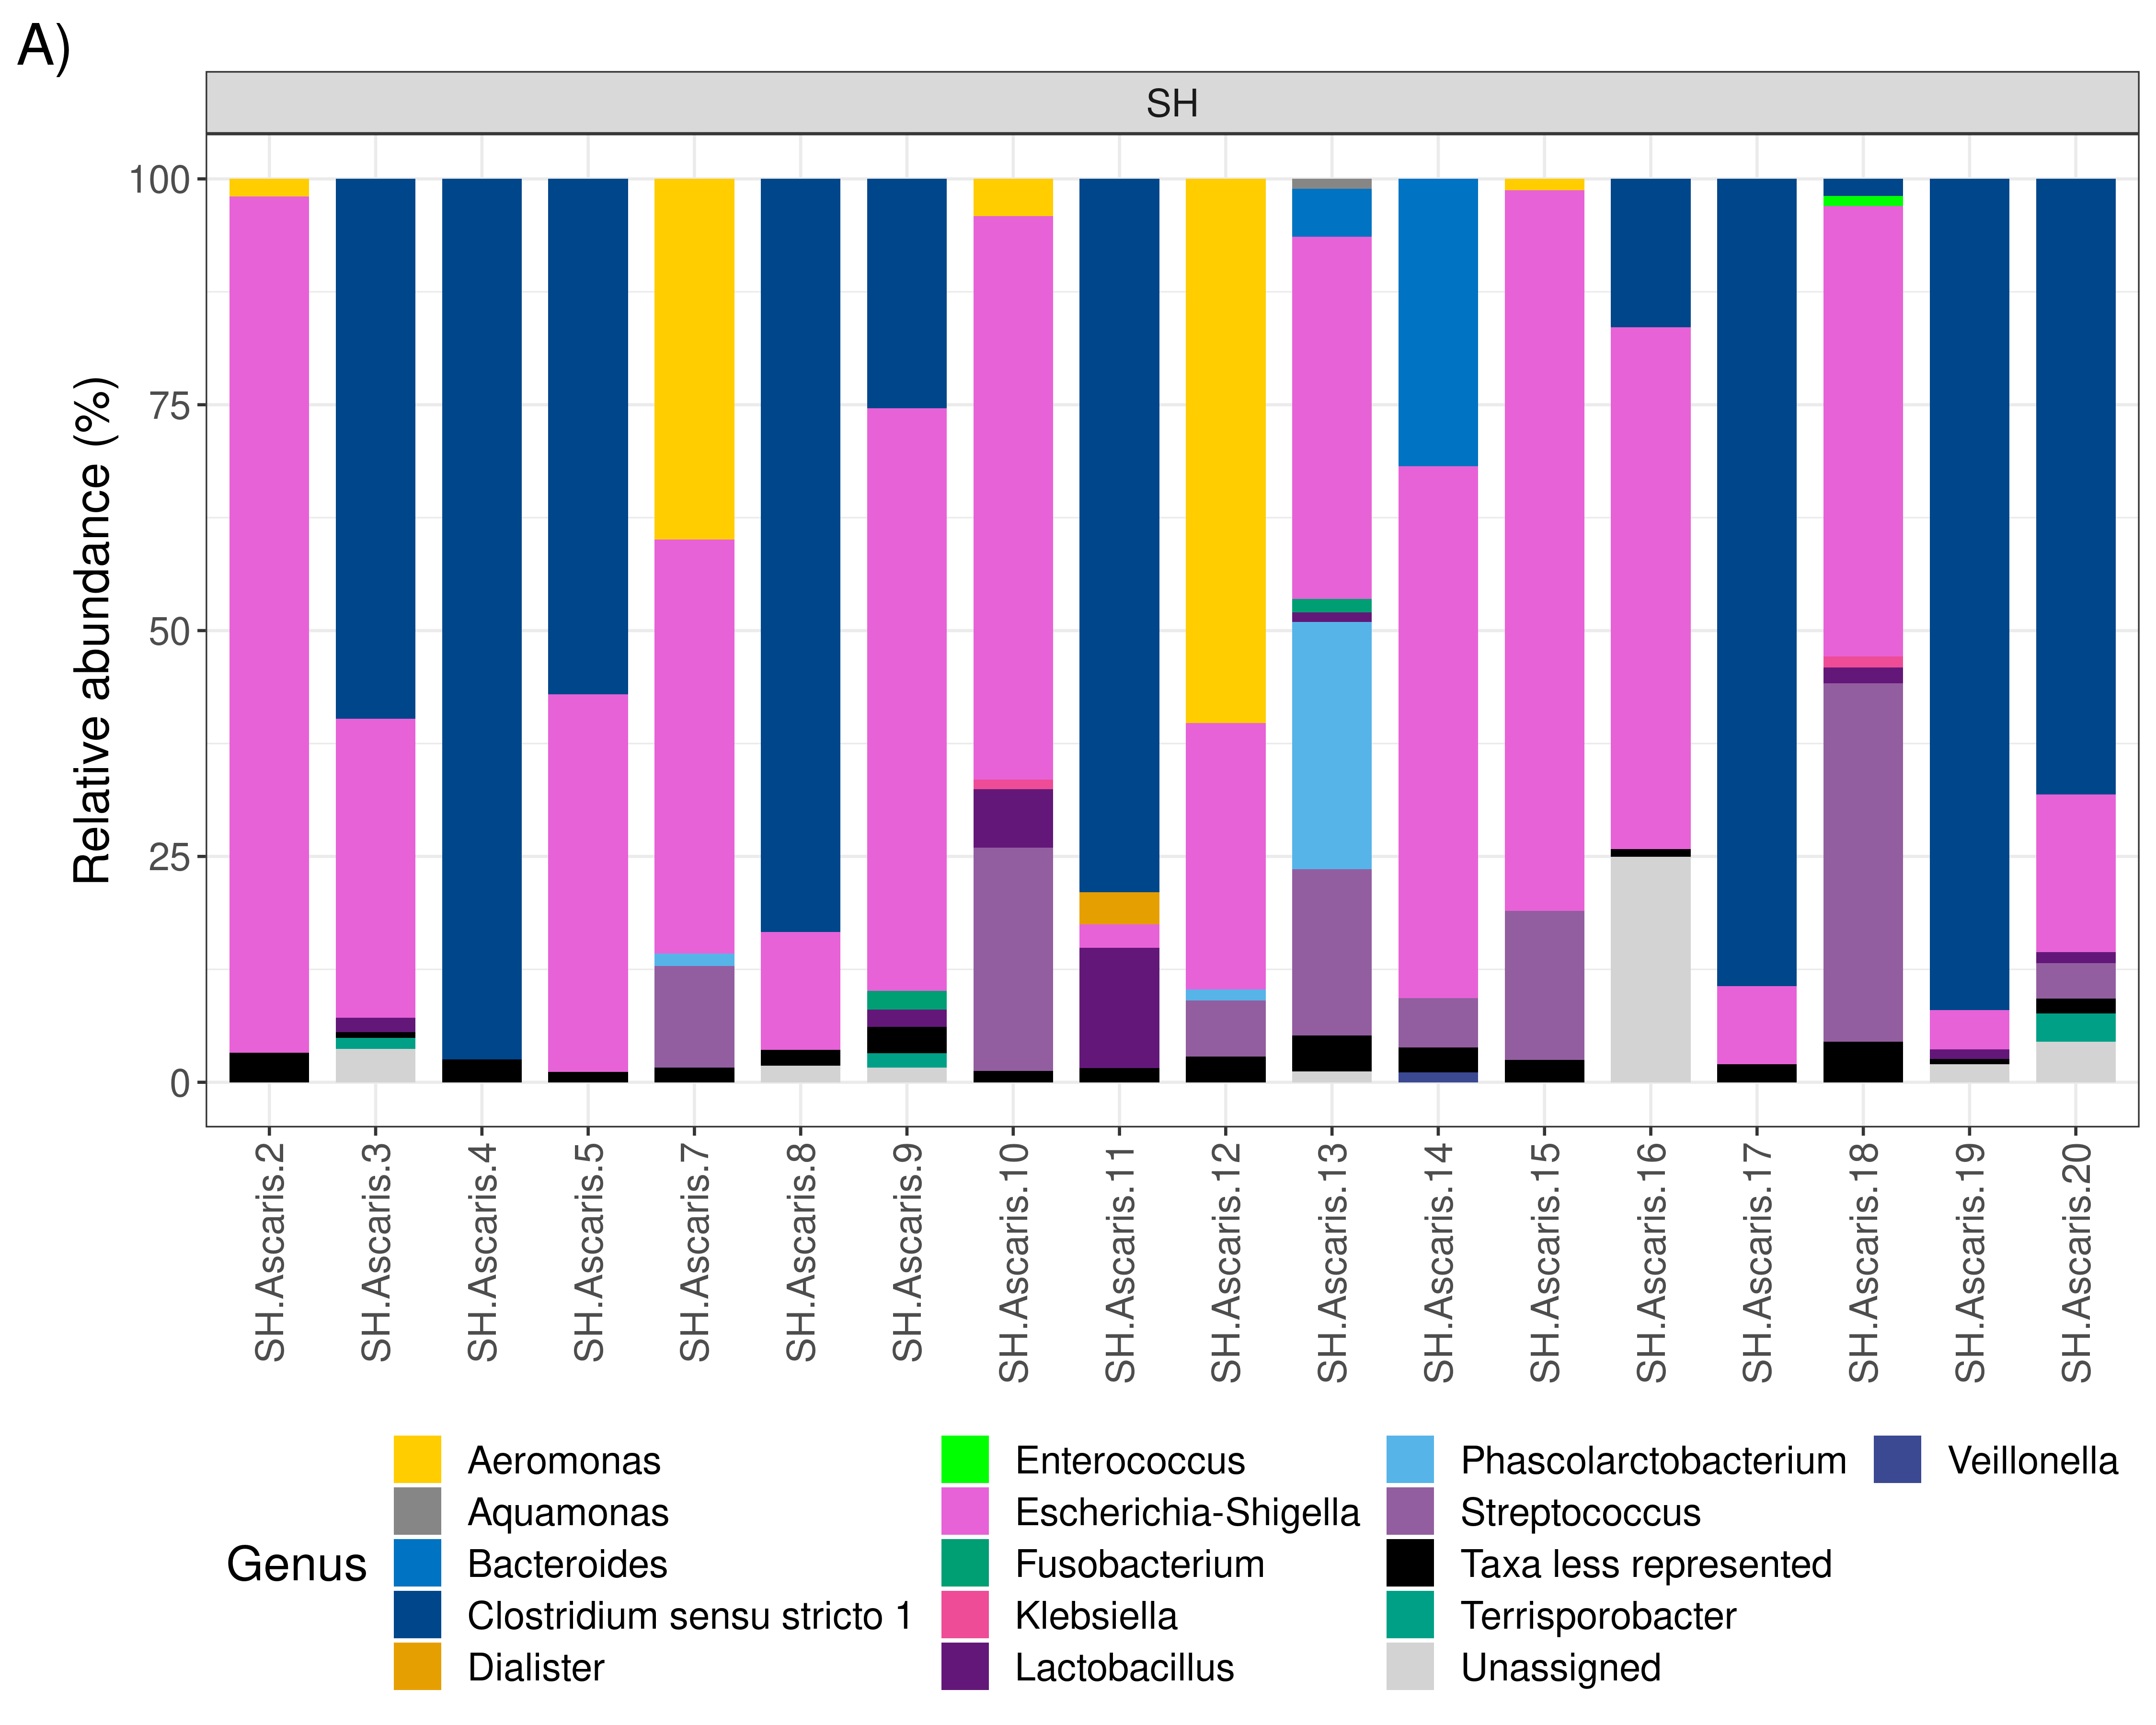 A)
SH
Relative abundance (%)
100
75
50
25
0
SH.Ascaris.2
SH.Ascaris.3
SH.Ascaris.4
SH.Ascaris.5
SH.Ascaris.7
SH.Ascaris.8
SH.Ascaris.9
SH.Ascaris.10
SH.Ascaris.11
SH.Ascaris.12
SH.Ascaris.13
SH.Ascaris.14
SH.Ascaris.15
SH.Ascaris.16
SH.Ascaris.17
SH.Ascaris.18
SH.Ascaris.19
SH.Ascaris.20
Genus
Aeromonas
Aquamonas
Bacteroides
Clostridium sensu stricto 1
Dialister
Enterococcus
Escherichia-Shigella
Fusobacterium
Klebsiella
Lactobacillus
Phascolarctobacterium
Streptococcus
Taxa less represented
Terrisporobacter
Unassigned
Veillonella